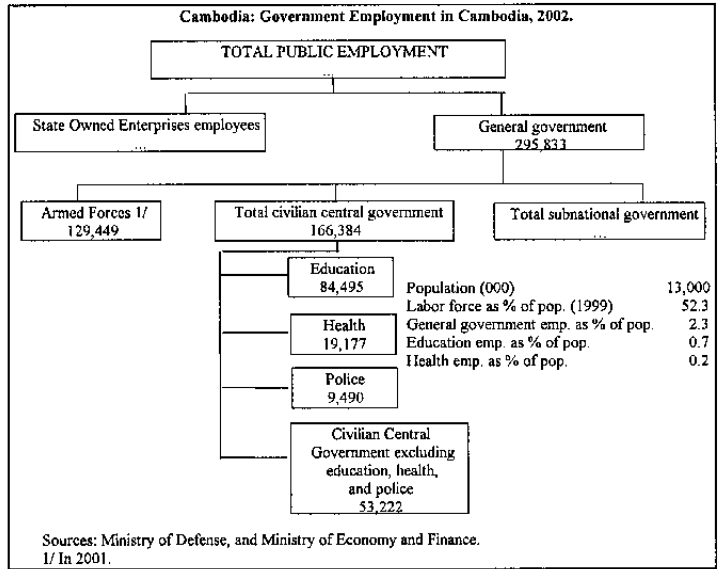 Cambodia: Government Employment in Cambodia, 2002.
TOTAL PUBLIC EMPLOYMENT
...
State Owned Enterprises employees
...
General government
295,833
Armed Forces 1/
129,449
Total civilian central government
166,384
Total subnational government
...
Education
84,495
Health
19,177
Police
9,490
Civilian Central
Government excluding
education, health,
and police
53,222
Population (000) 13,000
Labor force as % of pop. (1999) 52.3
General government emp. as % of pop. 2.3
Education emp. as % of pop. 0.7
Health emp. as % of pop. 0.2
Sources: Ministry of Defense, and Ministry of Economy and Finance.
1/ In 2001.